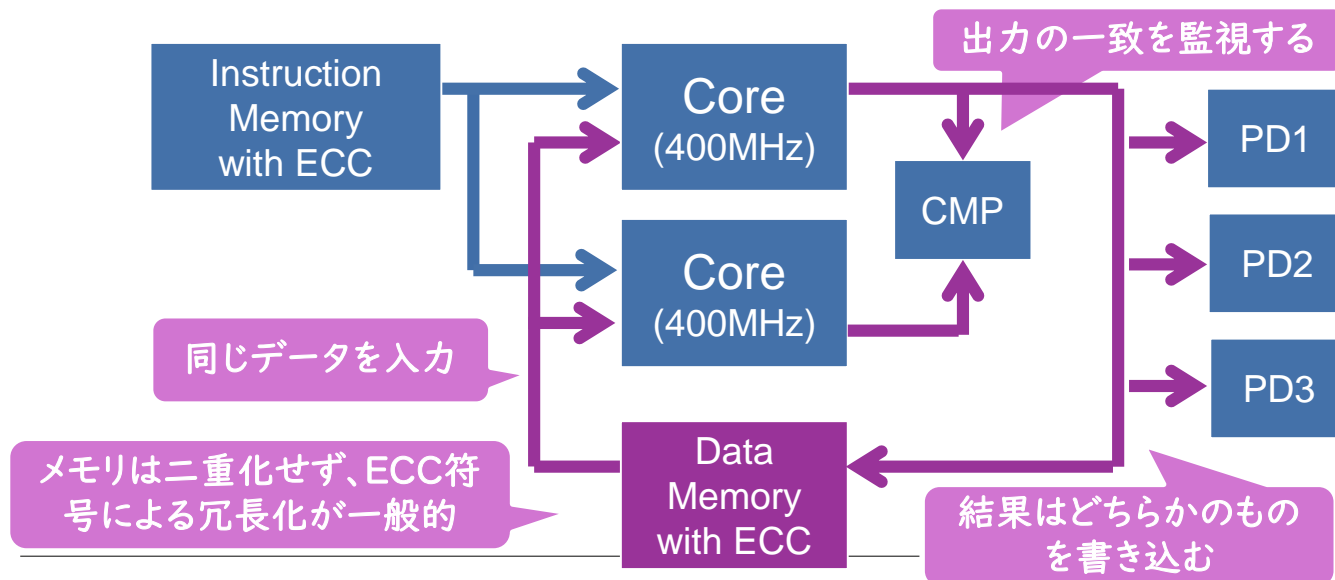 出力の一致を監視する
Instruction
Memory
with ECC
Core
(400MHz)
PD1
CMP
Core
(400MHz)
PD2
同じデータを入力
PD3
メモリは二重化せず、ECC符
号による冗長化が一般的
Data
Memory
with ECC
結果はどちらかのもの
を書き込む